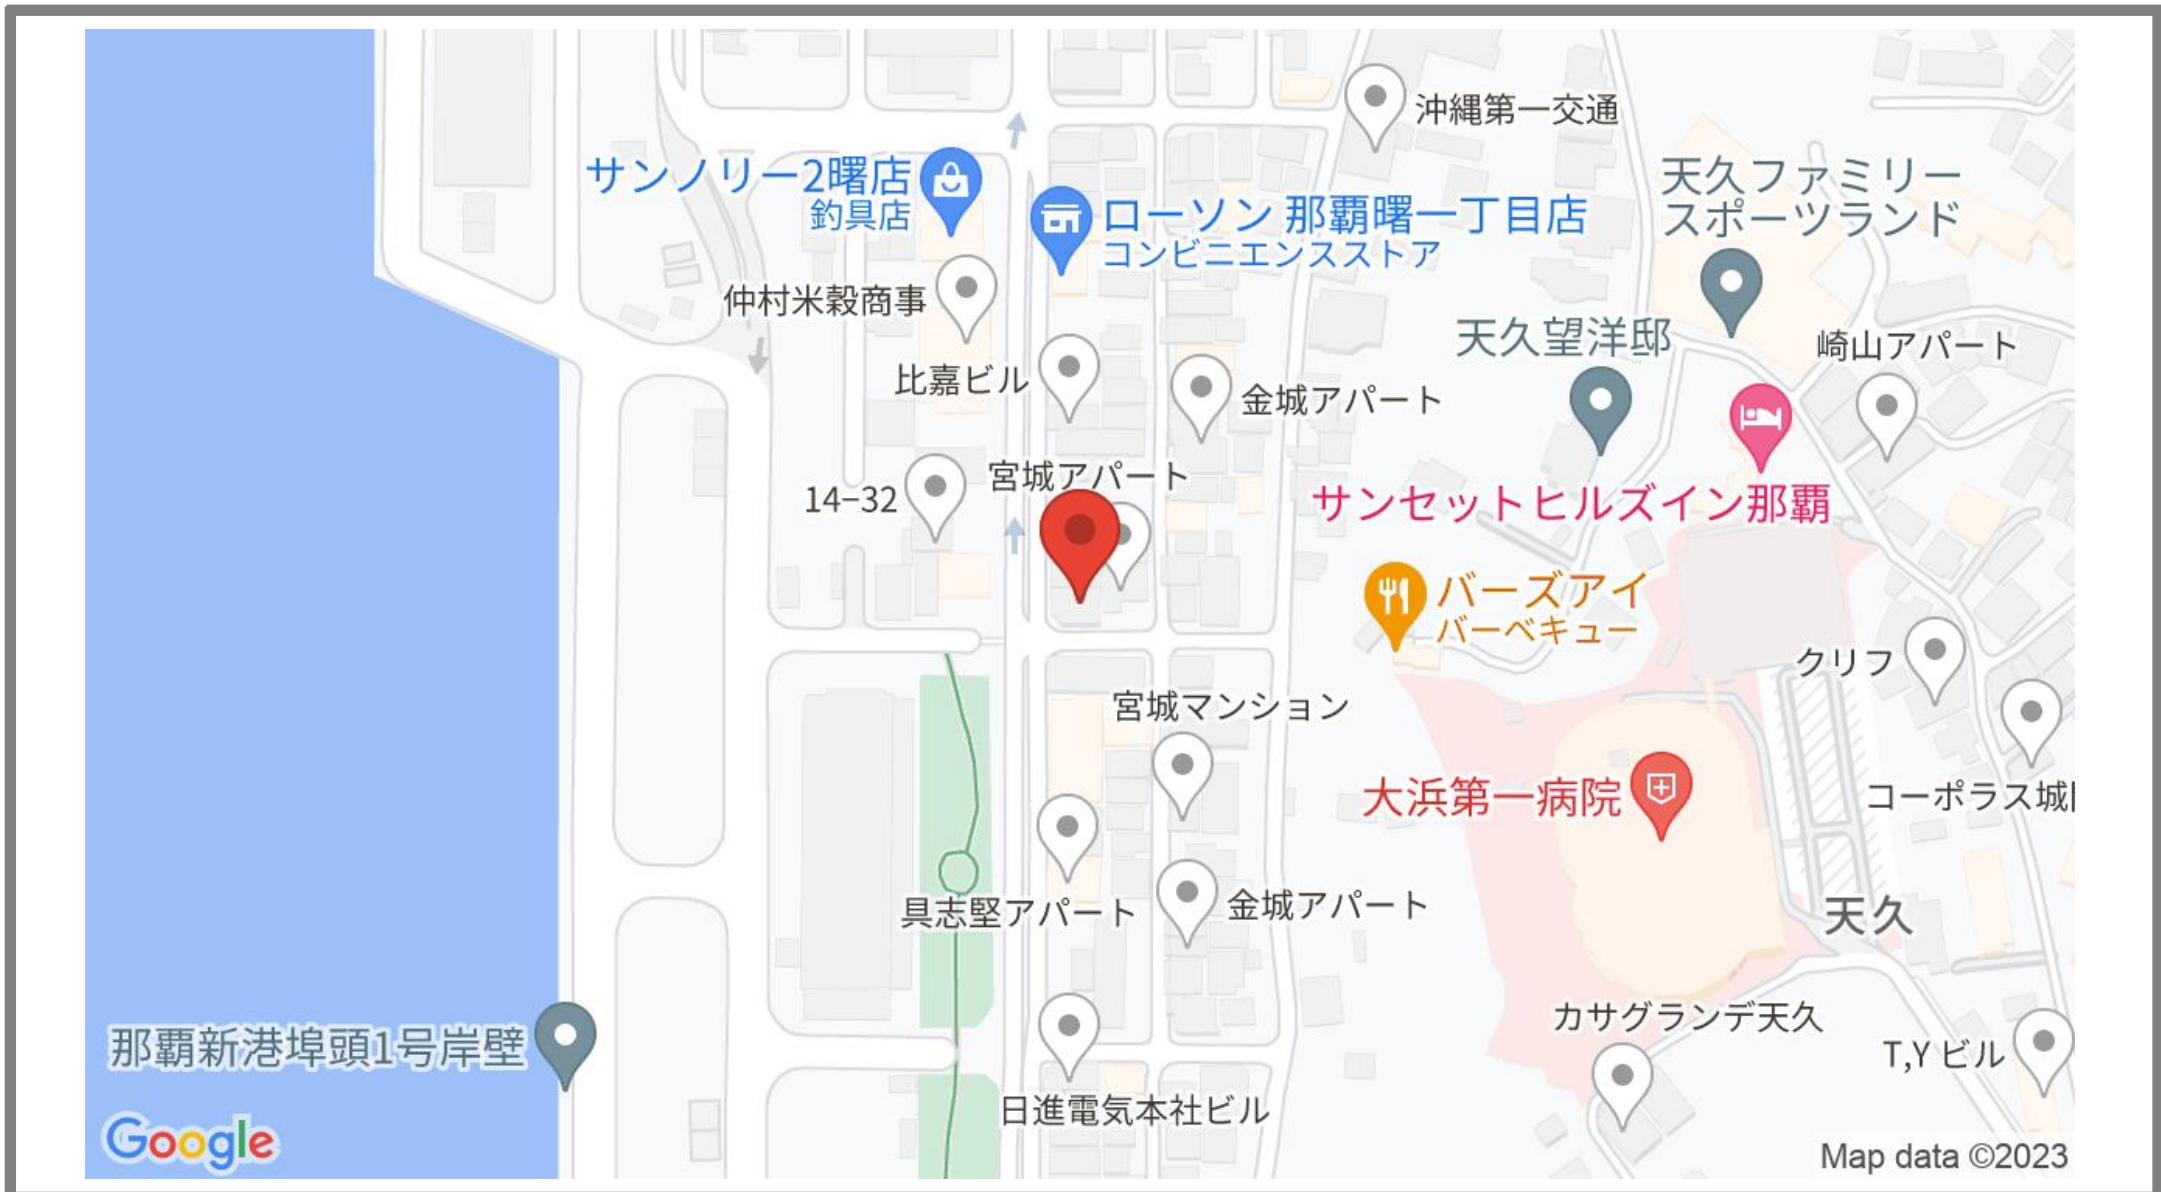 沖縄第一交通
サンノリー2曙店
釣具店
ローソン 那覇曙一丁目店
コンビニエンスストア
天久ファミリー
スポーツランド
仲村米穀商事
天久望洋邸
崎山アパート
比嘉ビル
金城アパート
宮城アパート
14-32
サンセットヒルズイン那覇
バーズアイ
バーベキュー
クリフ
宮城マンション
大浜第一病院
コーポラス城
具志堅アパート
金城アパート
天久
カサグランデ天久
那覇新港埠頭1号岸壁
T,Y ビル
日進電気本社ビル
Google
Map data ©2023